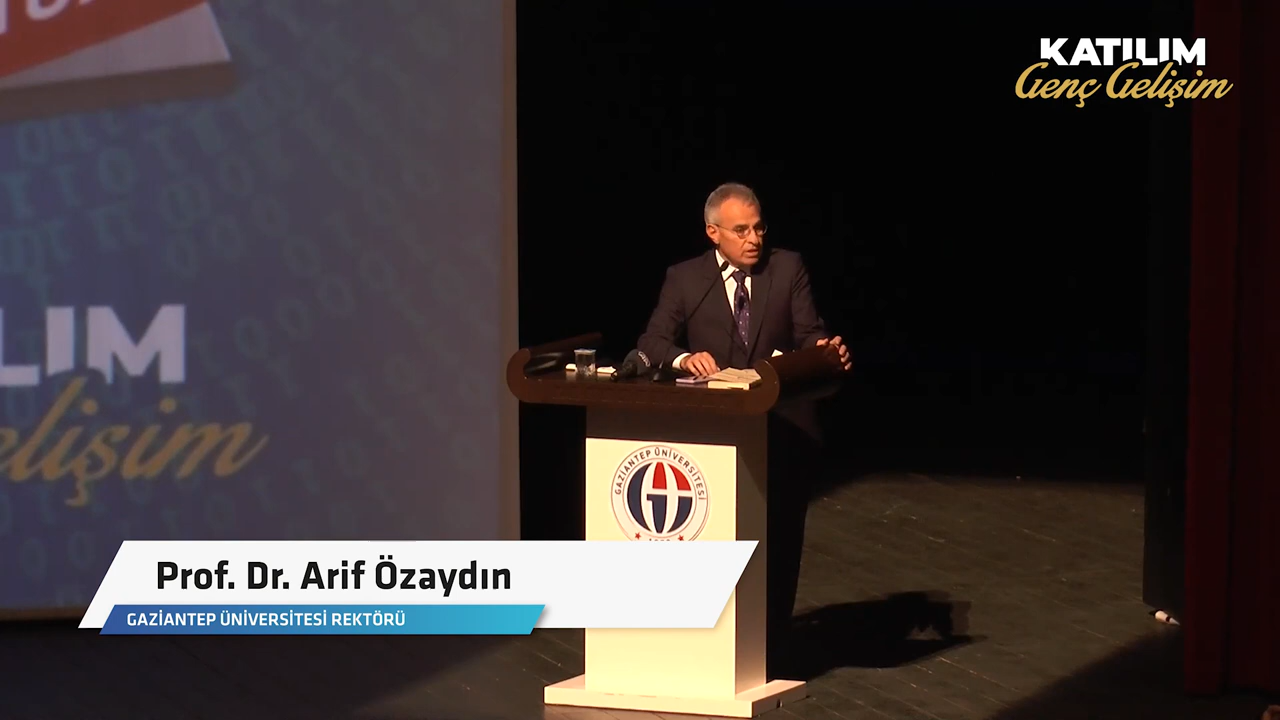 KATILIM
Genç Gelişim
LIM
elişim
GAZİANTEP ÜNİVERSİTESİ
Prof. Dr. Arif Özaydın
GAZİANTEP ÜNİVERSİTESİ REKTÖRÜ